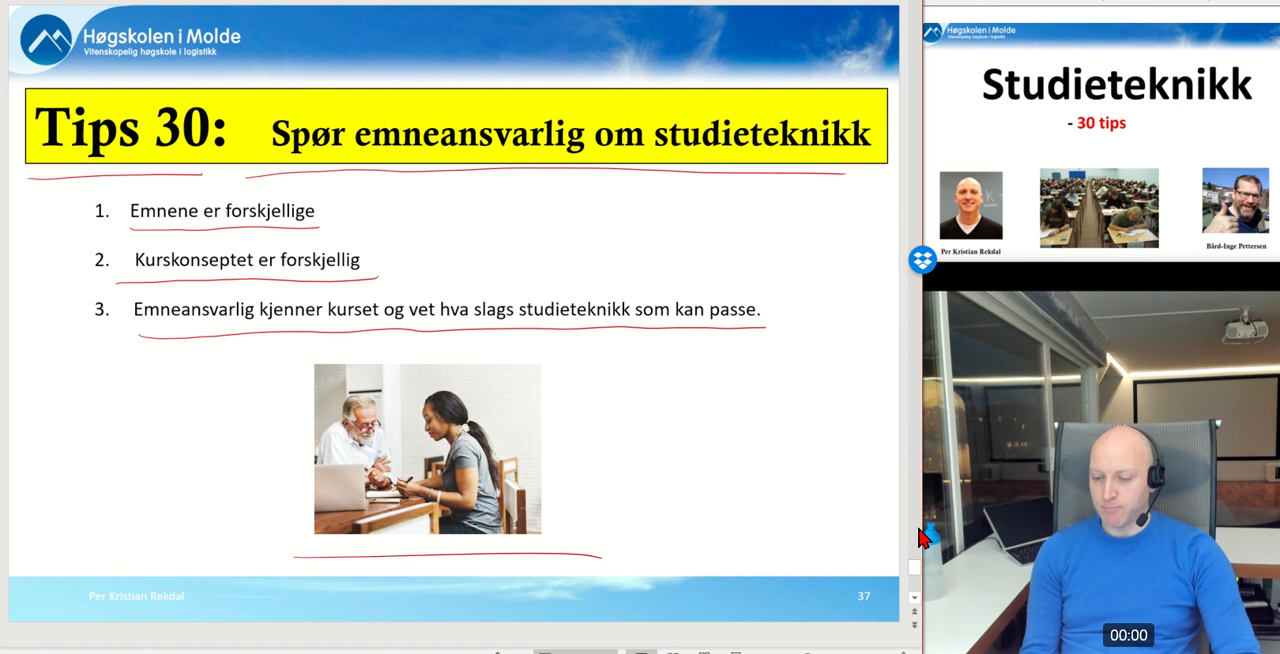 Høgskolen i Molde
Vitenskapelig høgskole i logistikk
Tips 30: Spør emneansvarlig om studieteknikk
1. Emnene er forskjellige
2. Kurskonseptet er forskjellig
3. Emneansvarlig kjenner kurset og vet hva slags studieteknikk som kan passe.
Per Kristian Rekdal
37
Høgskolen i Molde
Vitenskapelig høgskole i logistikk
Studieteknikk
- 30 tips
Per Kristian Rekdal
Bård-Inge Pettersen
00:00